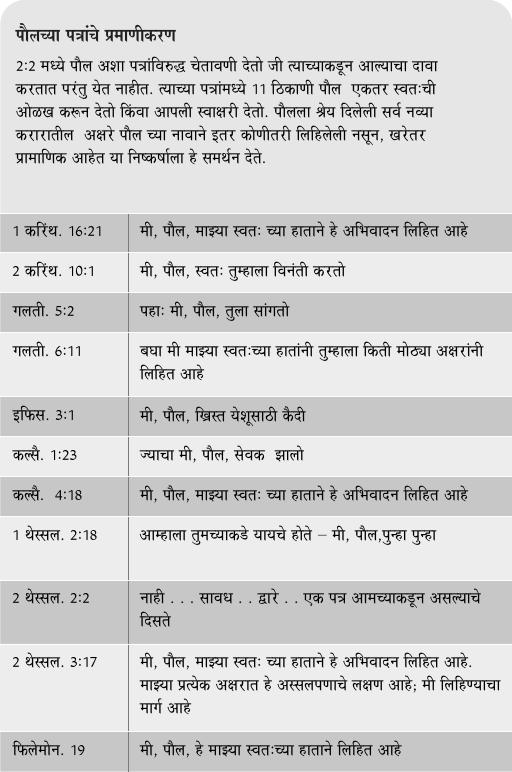 पौलच्या पत्रांचे प्रमाणीकरण
2:2 मध्ये पौल अशा पत्रांविरुद्ध चेतावणी देतो जी त्याच्याकडून आल्याचा दावा
करतात परंतु येत नाहीत. त्याच्या पत्रांमध्ये 11 ठिकाणी पौल एकतर स्वतःची
ओळख करून देतो किंवा आपली स्वाक्षरी देतो. पौलला श्रेय दिलेली सर्व नव्या
करारातील अक्षरे पौल च्या नावाने इतर कोणीतरी लिहिलेली नसून, खरेतर
प्रामाणिक आहेत या निष्कर्षाला हे समर्थन देते.
1 करिंथ. 16:21 मी, पौल, माझ्या स्वतः च्या हाताने हे अभिवादन लिहित आहे
2 करिंथ. 10:1 मी, पौल, स्वतः तुम्हाला विनंती करतो
गलती. 5:2 पहाः मी, पौल, तुला सांगतो
गलती. 6:11 बघा मी माझ्या स्वतःच्या हातांनी तुम्हाला किती मोठ्या अक्षरांनी
लिहित आहे
इफिस. 3:1 मी, पौल, ख्रिस्त येशूसाठी कैदी
कल्सै. 1:23 ज्याचा मी, पौल, सेवक झालो
कल्सै. 4:18 मी, पौल, माझ्या स्वतः च्या हाताने हे अभिवादन लिहित आहे
1 थेस्सल. 2:18 आम्हाला तुमच्याकडे यायचे होते – मी, पौल,पुन्हा पुन्हा
2 थेस्सल. 2:2 नाही . . . सावध . . द्वारे . . एक पत्र आमच्याकडून असल्याचे
दिसते
2 थेस्सल. 3:17 मी, पौल, माझ्या स्वतः च्या हाताने हे अभिवादन लिहित आहे.
माझ्या प्रत्येक अक्षरात हे अस्सलपणाचे लक्षण आहे; मी लिहिण्याचा
मार्ग आहे
फिलेमोन. 19 मी, पौल, हे माझ्या स्वतःच्या हाताने लिहित आहे